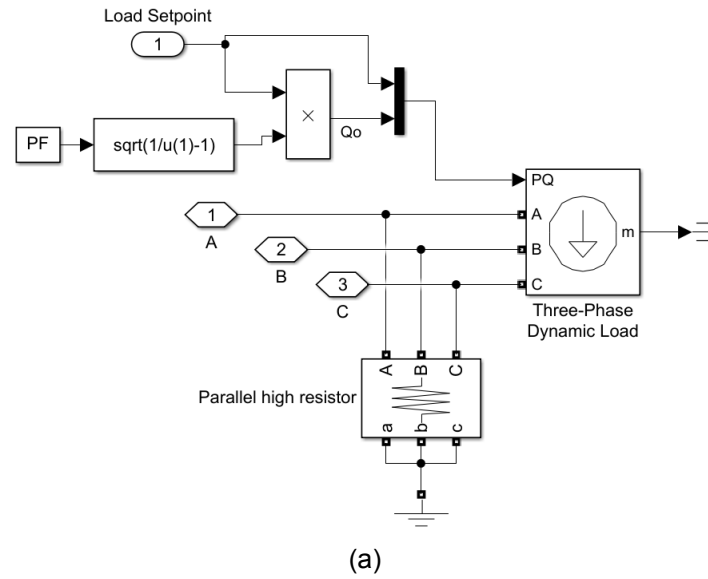 Load Setpoint
1
PF
sqrt(1/u(1)-1)
×
Qo
PQ
1
A
A
m
2
B
B
3
C
C
Three-Phase
Dynamic Load
A B C
Parallel high resistor
a b c
(a)